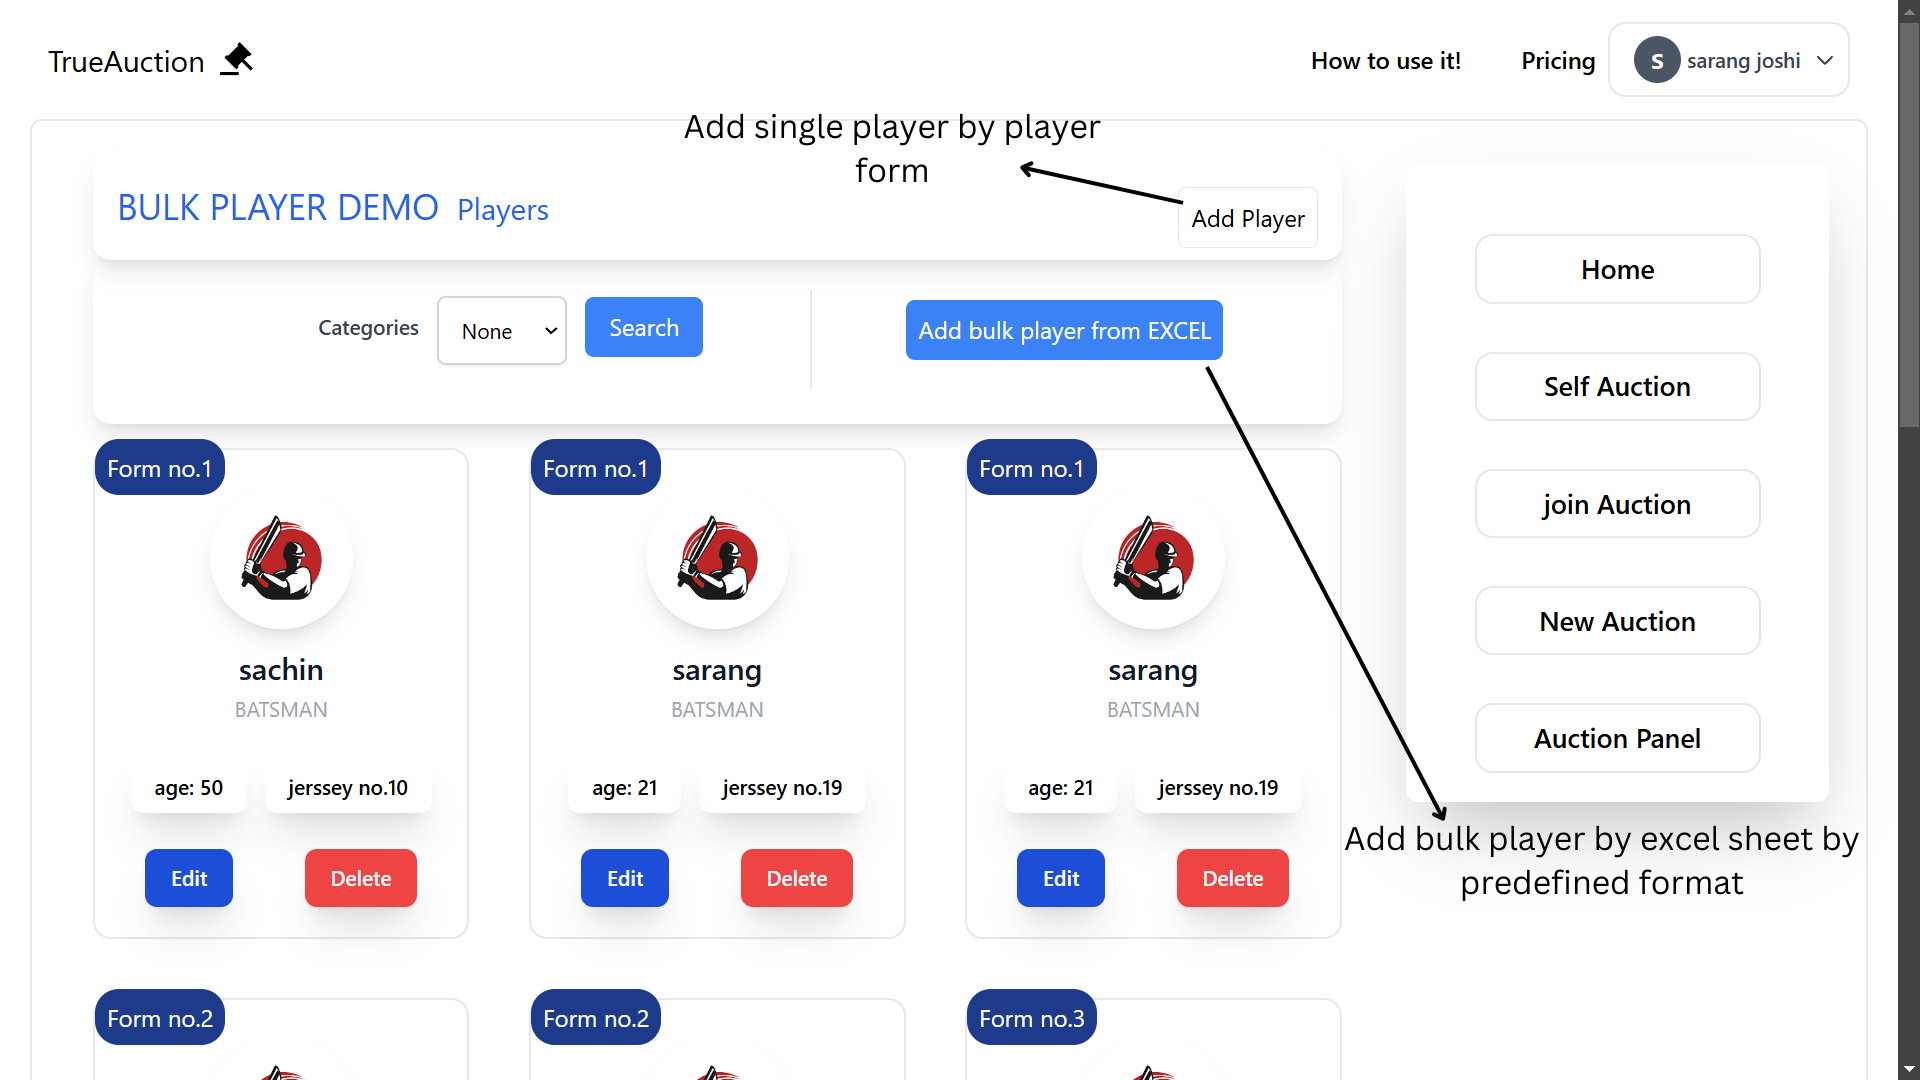 TrueAuction
How to use it!
Pricing
S sarang joshi
Add single player by player
form
BULK PLAYER DEMO Players
Add Player
Categories
None
Search
Add bulk player from EXCEL
Home
Self Auction
join Auction
New Auction
Auction Panel
Form no.1
sachin
BATSMAN
age: 50
jerssey no.10
Edit
Delete
Form no.1
sarang
BATSMAN
age: 21
jerssey no.19
Edit
Delete
Form no.1
sarang
BATSMAN
age: 21
jerssey no.19
Edit
Delete
Add bulk player by excel sheet by
predefined format
Form no.2
Form no.2
Form no.3